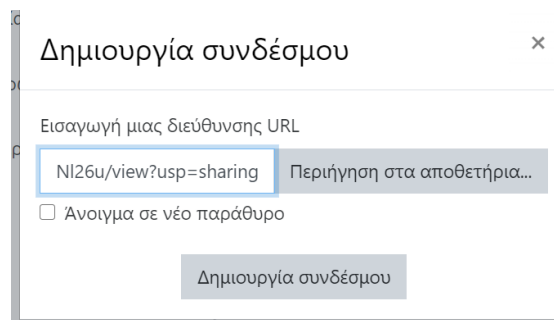 Δημιουργία συνδέσμου
×
Εισαγωγή μιας διεύθυνσης URL
Nl26u/view?usp=sharing Περιήγηση στα αποθετήρια...
Άνοιγμα σε νέο παράθυρο
Δημιουργία συνδέσμου